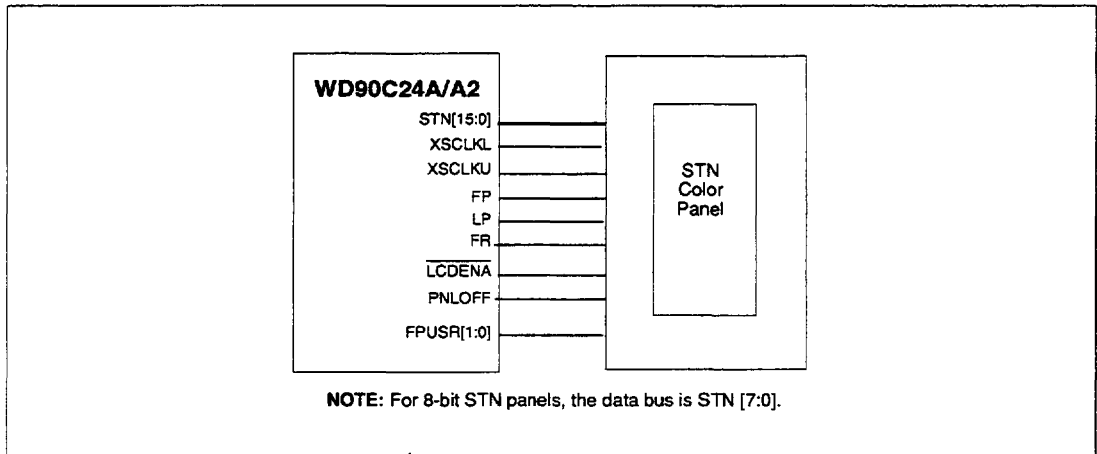 WD90C24A/A2
STN[15:0]
XSCLKL
XSCLKU
FP
LP
FR
LCDENA
PNLOFF
FPUSR[1:0]
STN
Color
Panel
NOTE: For 8-bit STN panels, the data bus is STN [7:0].